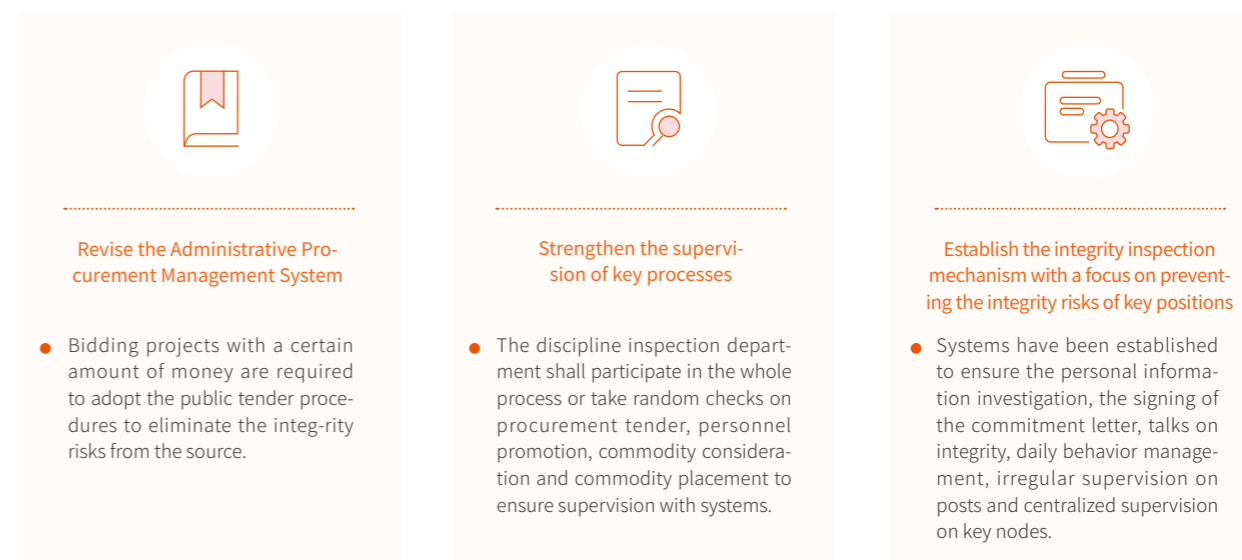 Revise the Administrative Pro-
curement Management System
Bidding projects with a certain
amount of money are required
to adopt the public tender proce-
dures to eliminate the integ-rity
risks from the source.
Strengthen the supervi-
sion of key processes
The discipline inspection depart-
ment shall participate in the whole
process or take random checks on
procurement tender, personnel
promotion, commodity considera-
tion and commodity placement to
ensure supervision with systems.
Establish the integrity inspection
mechanism with a focus on prevent-
ing the integrity risks of key positions
Systems have been established
to ensure the personal informa-
tion investigation, the signing of
the commitment letter, talks on
integrity, daily behavior manage-
ment, irregular supervision on
posts and centralized supervision
on key nodes.